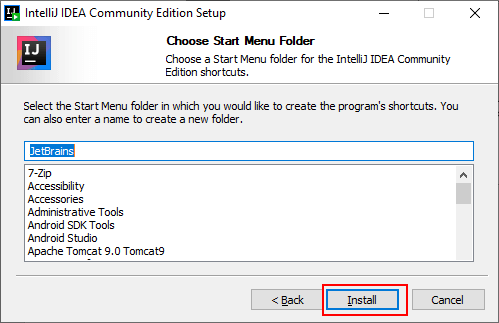 IntelliJ IDEA Community Edition Setup
IJ
Choose Start Menu Folder
Choose a Start Menu folder for the IntelliJ IDEA Community
Edition shortcuts.
Select the Start Menu folder in which you would like to create the program's shortcuts. You
can also enter a name to create a new folder.
JetBrains
7-Zip
Accessibility
Accessories
Administrative Tools
Android SDK Tools
Android Studio
Apache Tomcat 9.0 Tomcat9
< Back
Install
Cancel